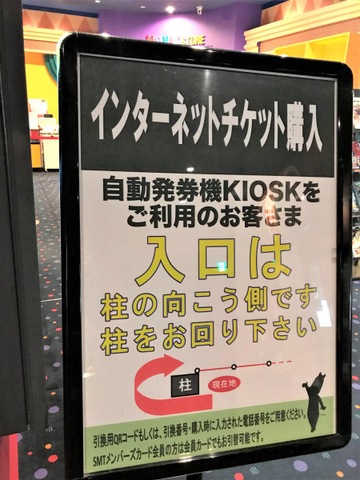 インターネットチケット購入
自動発券機KIOSKを
ご利用のお客さま
入口は
柱の向こう側です
柱をお回り下さい
柱
現在地
引換用QRコードもしくは、引換番号・購入時に入力された電話番号をご用意ください。
SMTメンバーズカード会員の方は会員カードでもお引替可能です。